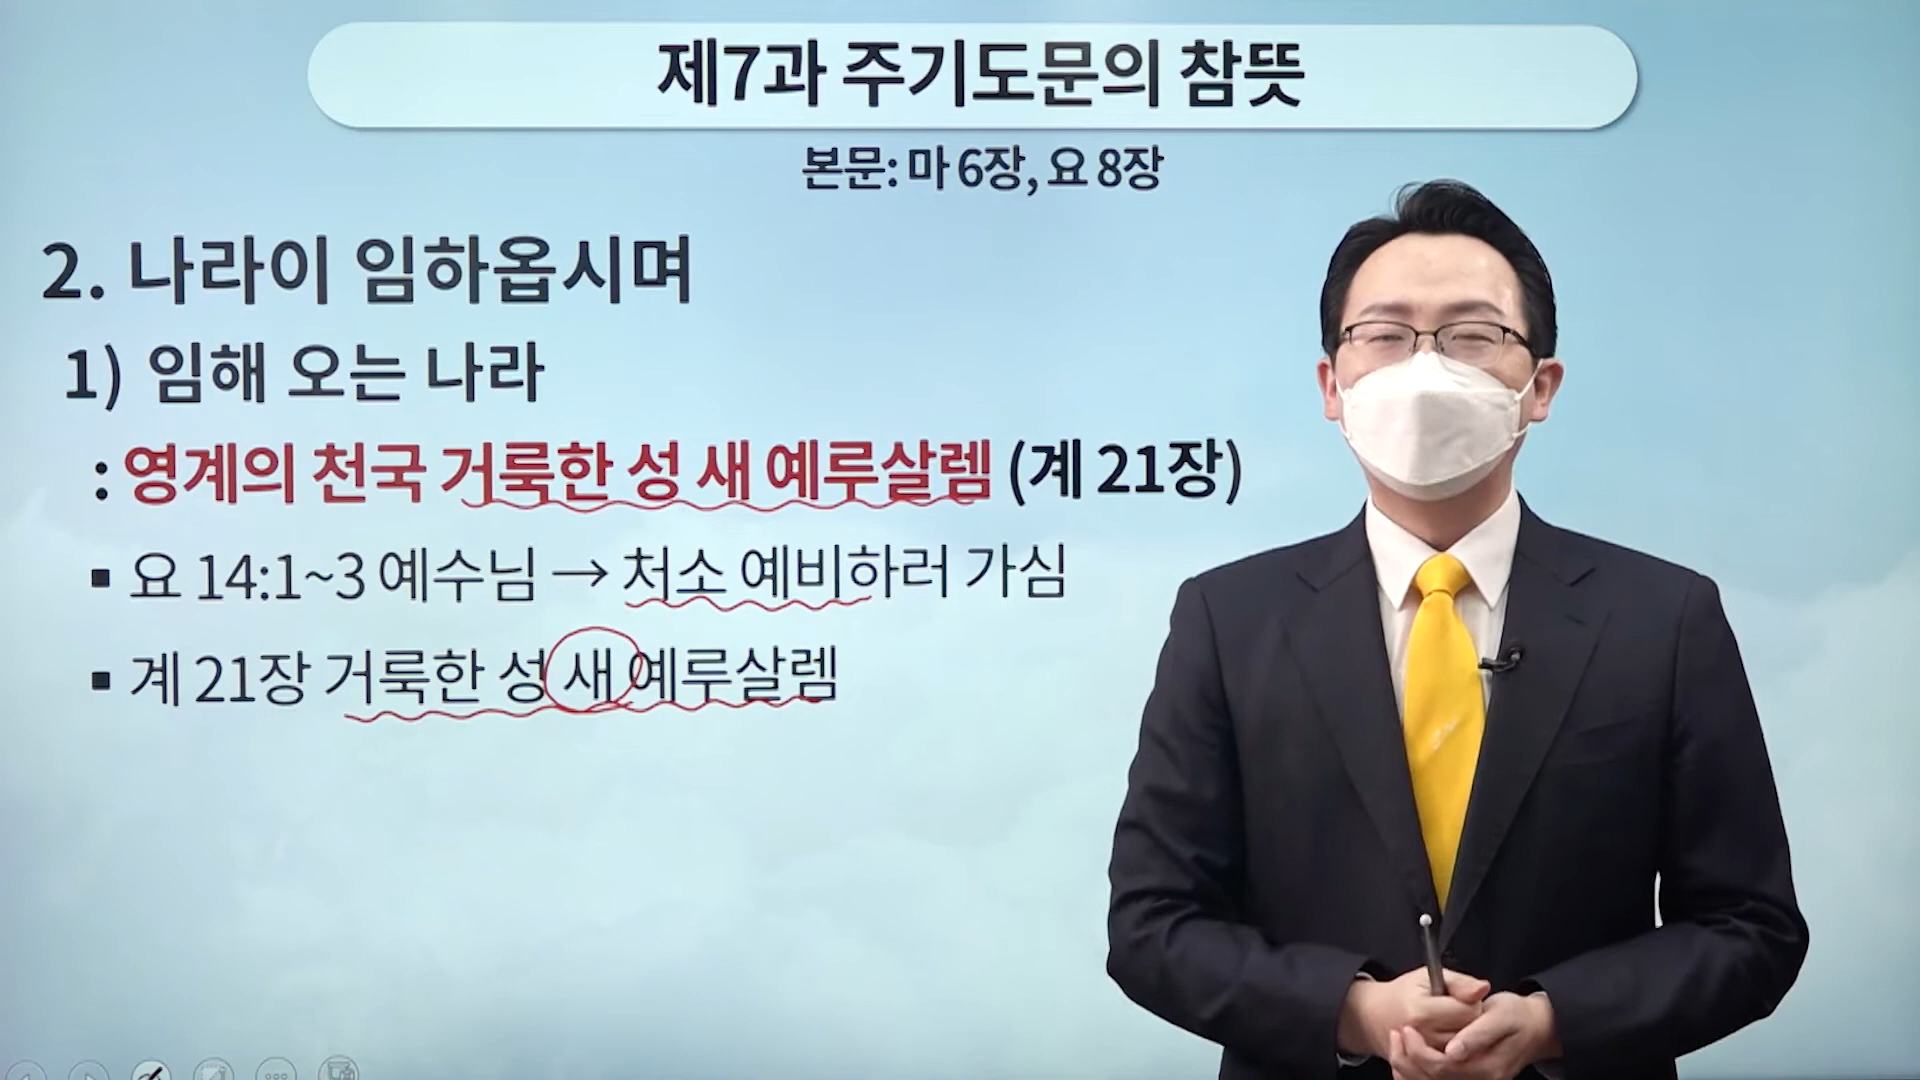 제7과 주기도문의 참뜻
본문: 마 6장, 요 8장
2. 나라이 임하옵시며
1) 임해 오는 나라
: 영계의 천국 거룩한 성 새 예루살렘 (계 21장)
▪ 요 14:1~3 예수님 → 처소 예비하러 가심
▪ 계 21장 거룩한 성 새 예루살렘